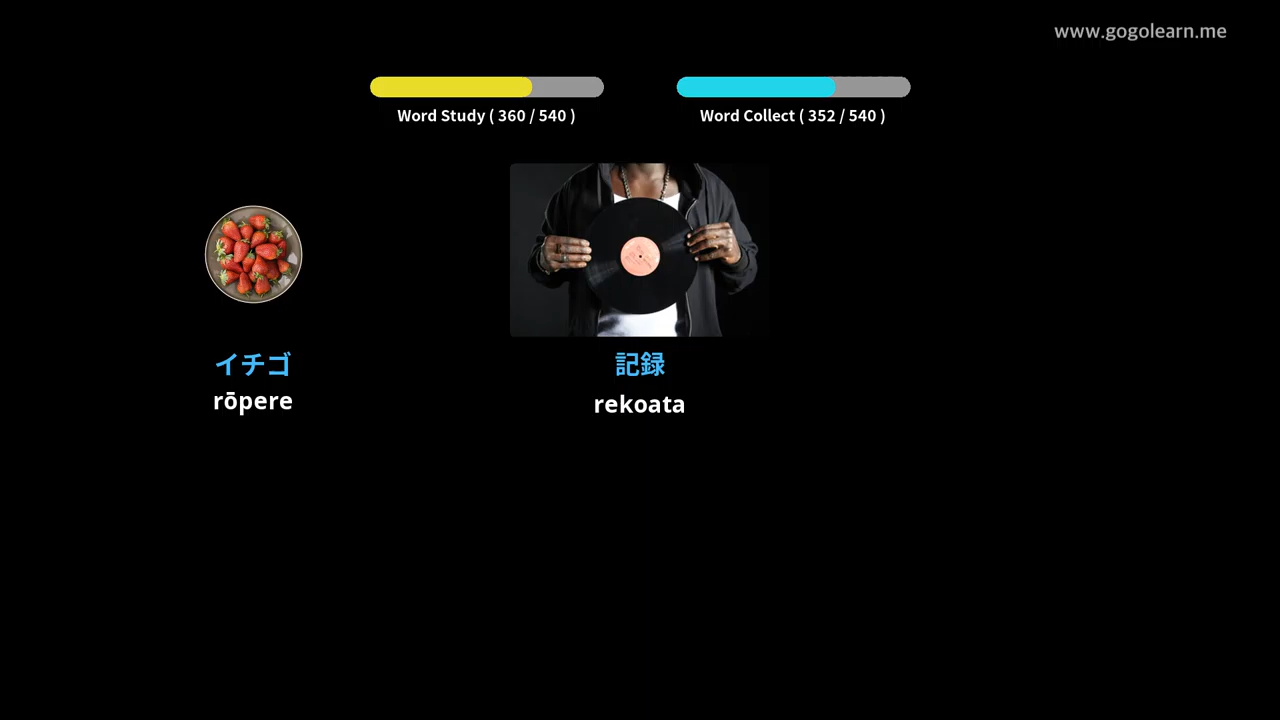 www.gogolearn.me
Word Study ( 360 / 540 )
Word Collect ( 352 / 540 )
イチゴ
rōpere
記録
rekoata